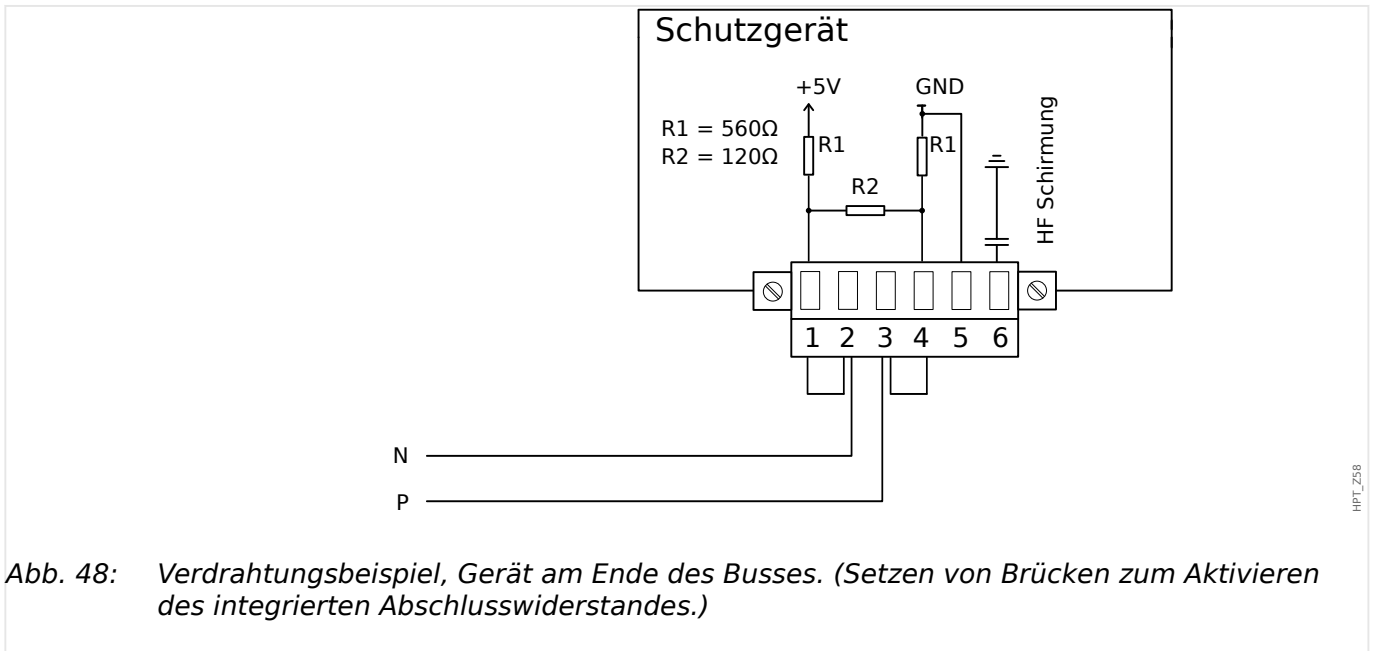 Schutzgerät
+5V
GND
R1 = 560Ω
R2 = 120Ω
R1
R1
R2
HF Schirmung
1 2 3 4 5 6
N
P
HPT_Z58
Abb. 48: Verdrahtungsbeispiel, Gerät am Ende des Busses. (Setzen von Brücken zum Aktivieren
des integrierten Abschlusswiderstandes.)